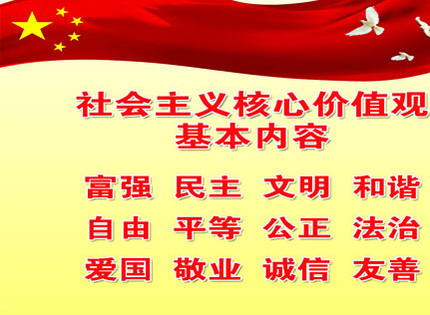 社会主义核心价值观
基本内容
富强 民主 文明 和谐
自由 平等 公正 法治
爱国 敬业 诚信 友善